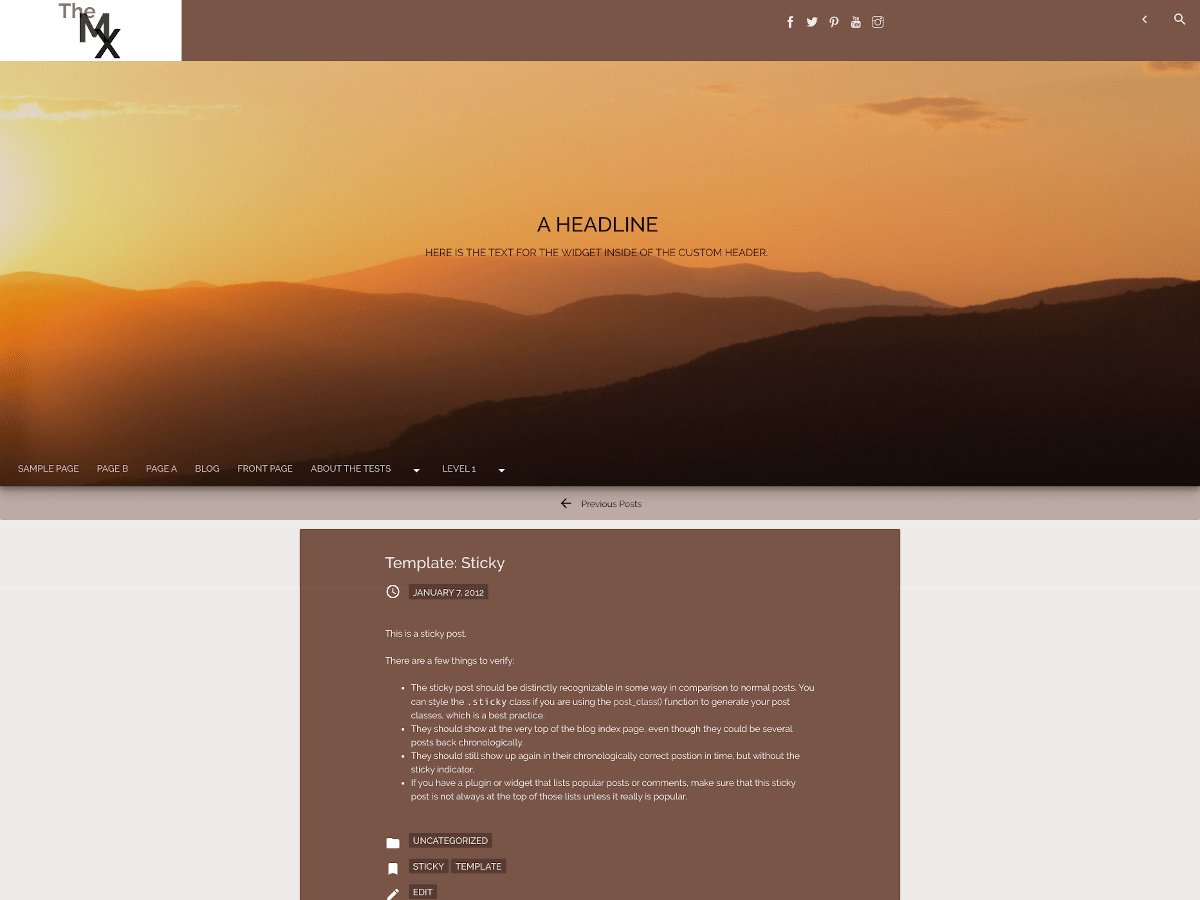 The
MX
A HEADLINE
HERE IS THE TEXT FOR THE WIDGET INSIDE OF THE CUSTOM HEADER.
SAMPLE PAGE PAGE B PAGE A BLOG FRONT PAGE ABOUT THE TESTS LEVEL 1
Previous Posts
Template: Sticky
JANUARY 7, 2012
This is a sticky post.
There are a few things to verify:
• The sticky post should be distinctly recognizable in some way in comparison to normal posts. You
can style the .sticky class if you are using the post_class() function to generate your post
classes, which is a best practice.
• They should show at the very top of the blog index page, even though they could be several
posts back chronologically.
• They should still show up again in their chronologically correct postion in time, but without the
sticky indicator.
• If you have a plugin or widget that lists popular posts or comments, make sure that this sticky
post is not always at the top of those lists unless it really is popular.
UNCATEGORIZED
STICKY TEMPLATE
EDIT